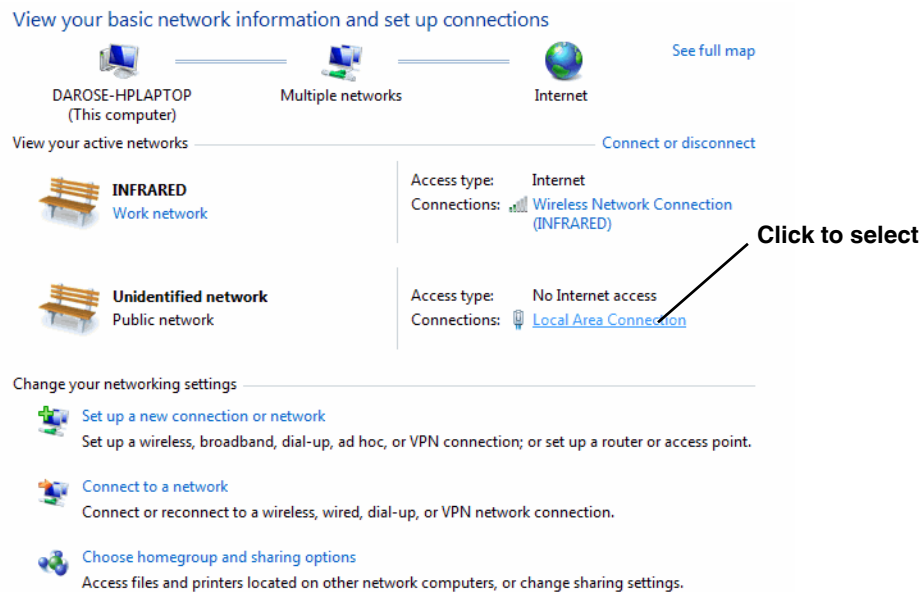 View your basic network information and set up connections
See full map
DAROSE-HPLAPTOP
(This computer)
Multiple networks
Internet
View your active networks
Connect or disconnect
INFRARED
Work network
Access type: Internet
Connections: Wireless Network Connection
(INFRARED)
Click to select
Unidentified network
Public network
Access type: No Internet access
Connections: Local Area Connection
Change your networking settings
Set up a new connection or network
Set up a wireless, broadband, dial-up, ad hoc, or VPN connection; or set up a router or access point.
Connect to a network
Connect or reconnect to a wireless, wired, dial-up, or VPN network connection.
Choose homegroup and sharing options
Access files and printers located on other network computers, or change sharing settings.